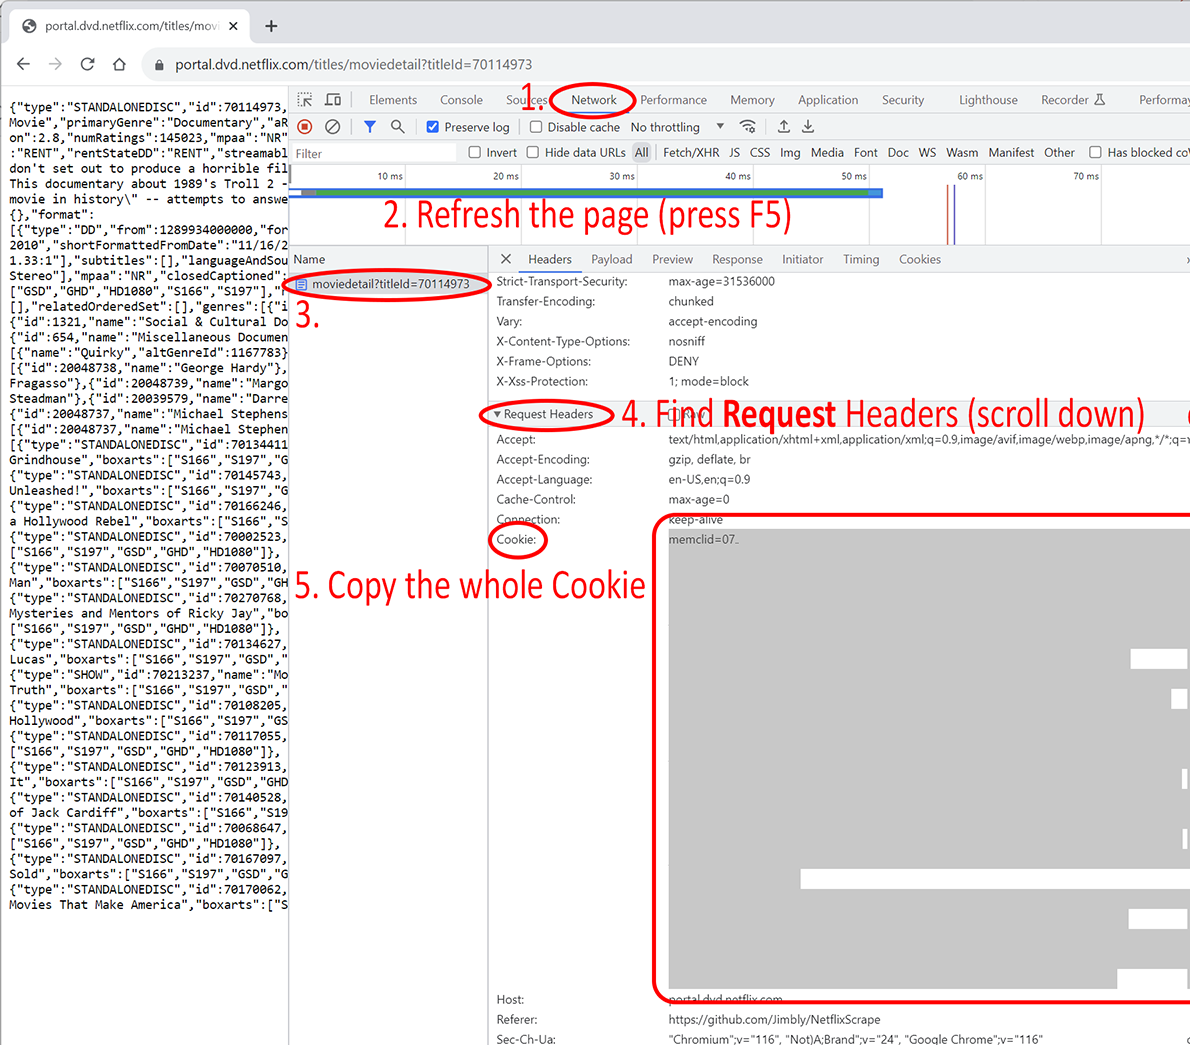 portal.dvd.netflix.com/titles/movi
portal.dvd.netflix.com/titles/moviedetail?titleId=70114973
1.
Elements Console Sources Network Performance Memory Application Security Lighthouse Recorder Performay
Preserve log Disable cache No throttling
Filter Invert Hide data URLs All Fetch/XHR JS CSS Img Media Font Doc WS Wasm Manifest Other Has blocked co
10 ms 20 ms 30 ms 40 ms 50 ms 60 ms 70 ms
2. Refresh the page (press F5)
Name
moviedetail?titleId=70114973
3.
Headers Payload Preview Response Initiator Timing Cookies
Strict-Transport-Security: max-age=31536000
Transfer-Encoding: chunked
Vary: accept-encoding
X-Content-Type-Options: nosniff
X-Frame-Options: DENY
X-Xss-Protection: 1; mode=block
Request Headers Raw
4. Find Request Headers (scroll down)
Accept: text/html,application/xhtml+xml,application/xml;q=0.9,image/avif,image/webp,image/apng,*/*;q=
Accept-Encoding: gzip, deflate, br
Accept-Language: en-US,en;q=0.9
Cache-Control: max-age=0
Connection: keep-alive
Cookie: memclid=07..
5. Copy the whole Cookie
Host: portal.dvd.netflix.com
Referer: https://github.com/Jimbly/NetflixScrape
Sec-Ch-Ua: "Chromium";v="116", "Not)A;Brand";v="24", "Google Chrome";v="116"
{"type":"STANDALONEDISC","id":70114973,
Movie","primaryGenre":"Documentary","aR
on":2.8,"numRatings":145023,"mpaa":"NR"
:"RENT","rentStateDD":"RENT","streamabl
don't set out to produce a horrible fil
This documentary about 1989's Troll 2 -
movie in history\" -- attempts to answe
{},"format":
[{"type":"DD","from":1289934000000,"for
2010","shortFormattedFromDate":"11/16/2
1.33:1"],"subtitles":[],"languageAndSou
Stereo"],"mpaa":"NR","closedCaptioned":
["GSD","GHD","HD1080","S166","S197"],"
[],"relatedOrderedSet":[],"genres":[{"i
{"id":1321,"name":"Social & Cultural Do
{"id":654,"name":"Miscellaneous Documen
[{"name":"Quirky","altGenreId":1167783}
[{"id":20048738,"name":"George Hardy"},
Fragasso"},{"id":20048739,"name":"Margo
Steadman"},{"id":20039579,"name":"Darre
{"id":20048737,"name":"Michael Stephens
[{"id":20048737,"name":"Michael Stephen
[{"type":"STANDALONEDISC","id":70134411
Grindhouse","boxarts":["S166","S197","G
{"type":"STANDALONEDISC","id":70145743,
Unleashed!","boxarts":["S166","S197","G
{"type":"STANDALONEDISC","id":70166246,
a Hollywood Rebel","boxarts":["S166","S
{"type":"STANDALONEDISC","id":70002523,
["S166","S197","GSD","GHD","HD1080"]},
{"type":"STANDALONEDISC","id":70070510,
Man","boxarts":["S166","S197","GSD","GH
{"type":"STANDALONEDISC","id":70270768,
Mysteries and Mentors of Ricky Jay","bo
["S166","S197","GSD","GHD","HD1080"]},
{"type":"STANDALONEDISC","id":70134627,
Lucas","boxarts":["S166","S197","GSD","
{"type":"SHOW","id":70213237,"name":"Mo
Truth","boxarts":["S166","S197","GSD","
{"type":"STANDALONEDISC","id":70108205,
Hollywood","boxarts":["S166","S197","GS
{"type":"STANDALONEDISC","id":70117055,
["S166","S197","GSD","GHD","HD1080"]},
{"type":"STANDALONEDISC","id":70123913,
It","boxarts":["S166","S197","GSD","GHD
{"type":"STANDALONEDISC","id":70140528,
of Jack Cardiff","boxarts":["S166","S19
{"type":"STANDALONEDISC","id":70068647,
["S166","S197","GSD","GHD","HD1080"]},
{"type":"STANDALONEDISC","id":70167097,
Sold","boxarts":["S166","S197","GSD","G
{"type":"STANDALONEDISC","id":70170062,
Movies That Make America","boxarts":["S